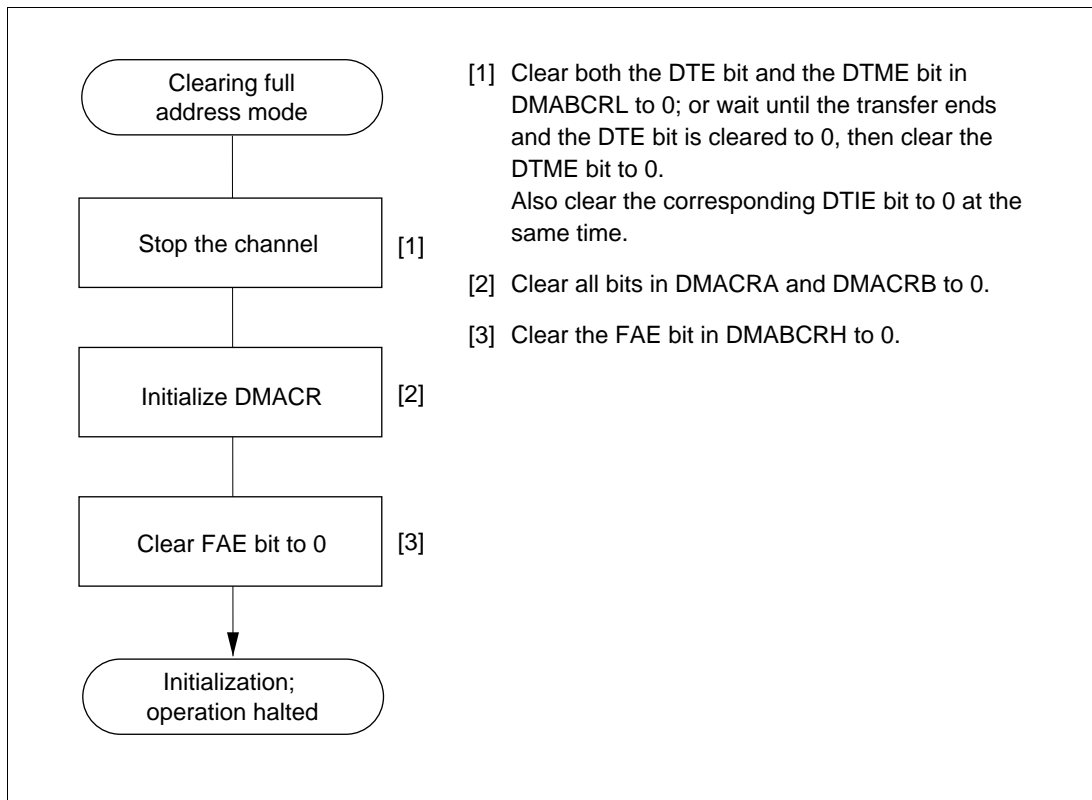 Clearing full
address mode
Stop the channel
[1]
Initialize DMACR
[2]
Clear FAE bit to 0
[3]
Initialization;
operation halted
[1] Clear both the DTE bit and the DTME bit in
DMABCRL to 0; or wait until the transfer ends
and the DTE bit is cleared to 0, then clear the
DTME bit to 0.
Also clear the corresponding DTIE bit to 0 at the
same time.
[2] Clear all bits in DMACRA and DMACRB to 0.
[3] Clear the FAE bit in DMABCRH to 0.